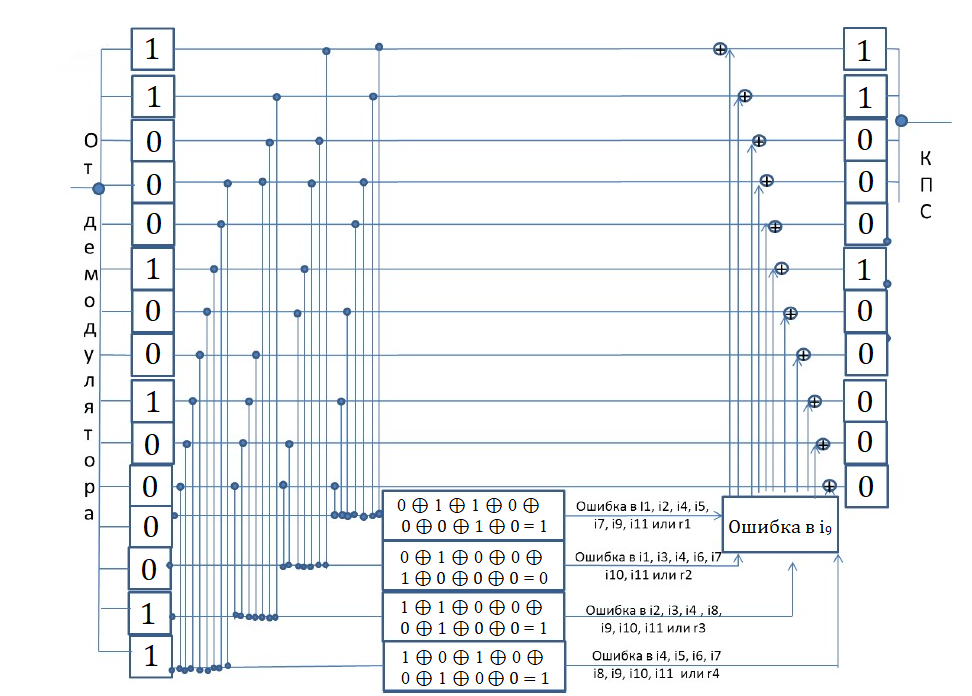 1
1
1
1
0
0
0
0
0
0
1
1
0
0
0
0
1
0
0
0
0
0
0
0
1
1
От демодулятора
КПС
0 ⊕ 1 ⊕ 1 ⊕ 0 ⊕
0 ⊕ 0 ⊕ 1 ⊕ 0 = 1
Ошибка в I1, i2, i4, i5,
i7, i9, i11 или r1
Ошибка в i₉
0 ⊕ 1 ⊕ 0 ⊕ 0 ⊕
1 ⊕ 0 ⊕ 0 ⊕ 0 = 0
Ошибка в i1, i3, i4, i6, i7
i10, i11 или r2
1 ⊕ 1 ⊕ 0 ⊕ 0 ⊕
0 ⊕ 1 ⊕ 0 ⊕ 0 = 1
Ошибка в i2, i3, i4 , i8,
i9, i10, i11 или r3
1 ⊕ 0 ⊕ 1 ⊕ 0 ⊕
0 ⊕ 1 ⊕ 0 ⊕ 0 = 1
Ошибка в i4, i5, i6, i7
i8, i9, i10, i11 или r4